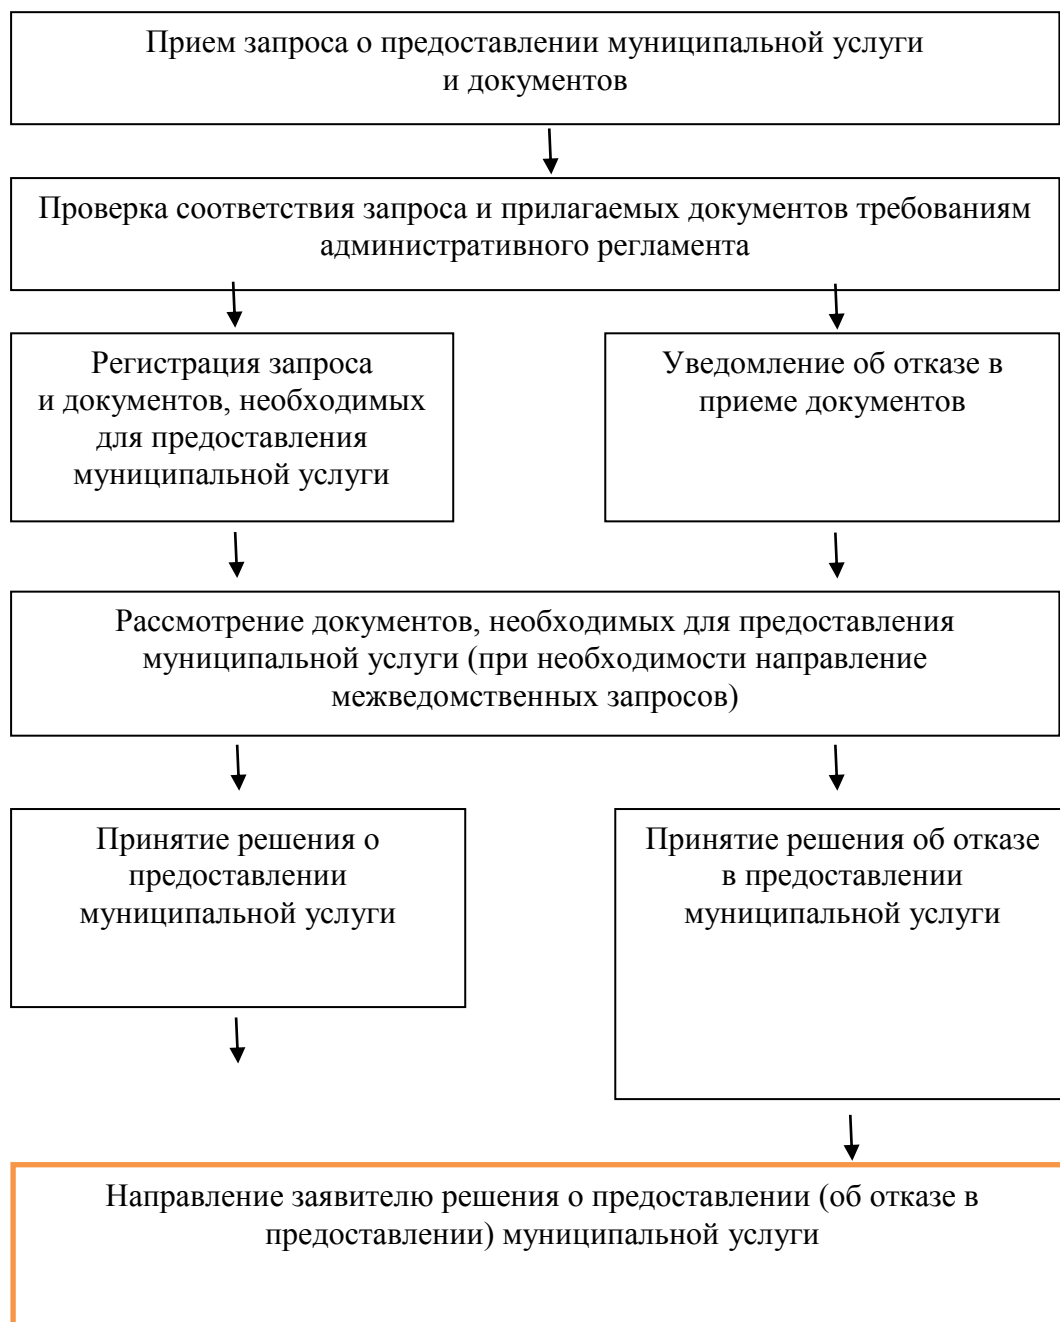 Прием запроса о предоставлении муниципальной услуги
и документов
Проверка соответствия запроса и прилагаемых документов требованиям
административного регламента
Регистрация запроса
и документов, необходимых
для предоставления
муниципальной услуги
Уведомление об отказе в
приеме документов
Рассмотрение документов, необходимых для предоставления
муниципальной услуги (при необходимости направление
межведомственных запросов)
Принятие решения о
предоставлении
муниципальной услуги
Принятие решения об отказе
в предоставлении
муниципальной услуги
Направление заявителю решения о предоставлении (об отказе в
предоставлении) муниципальной услуги